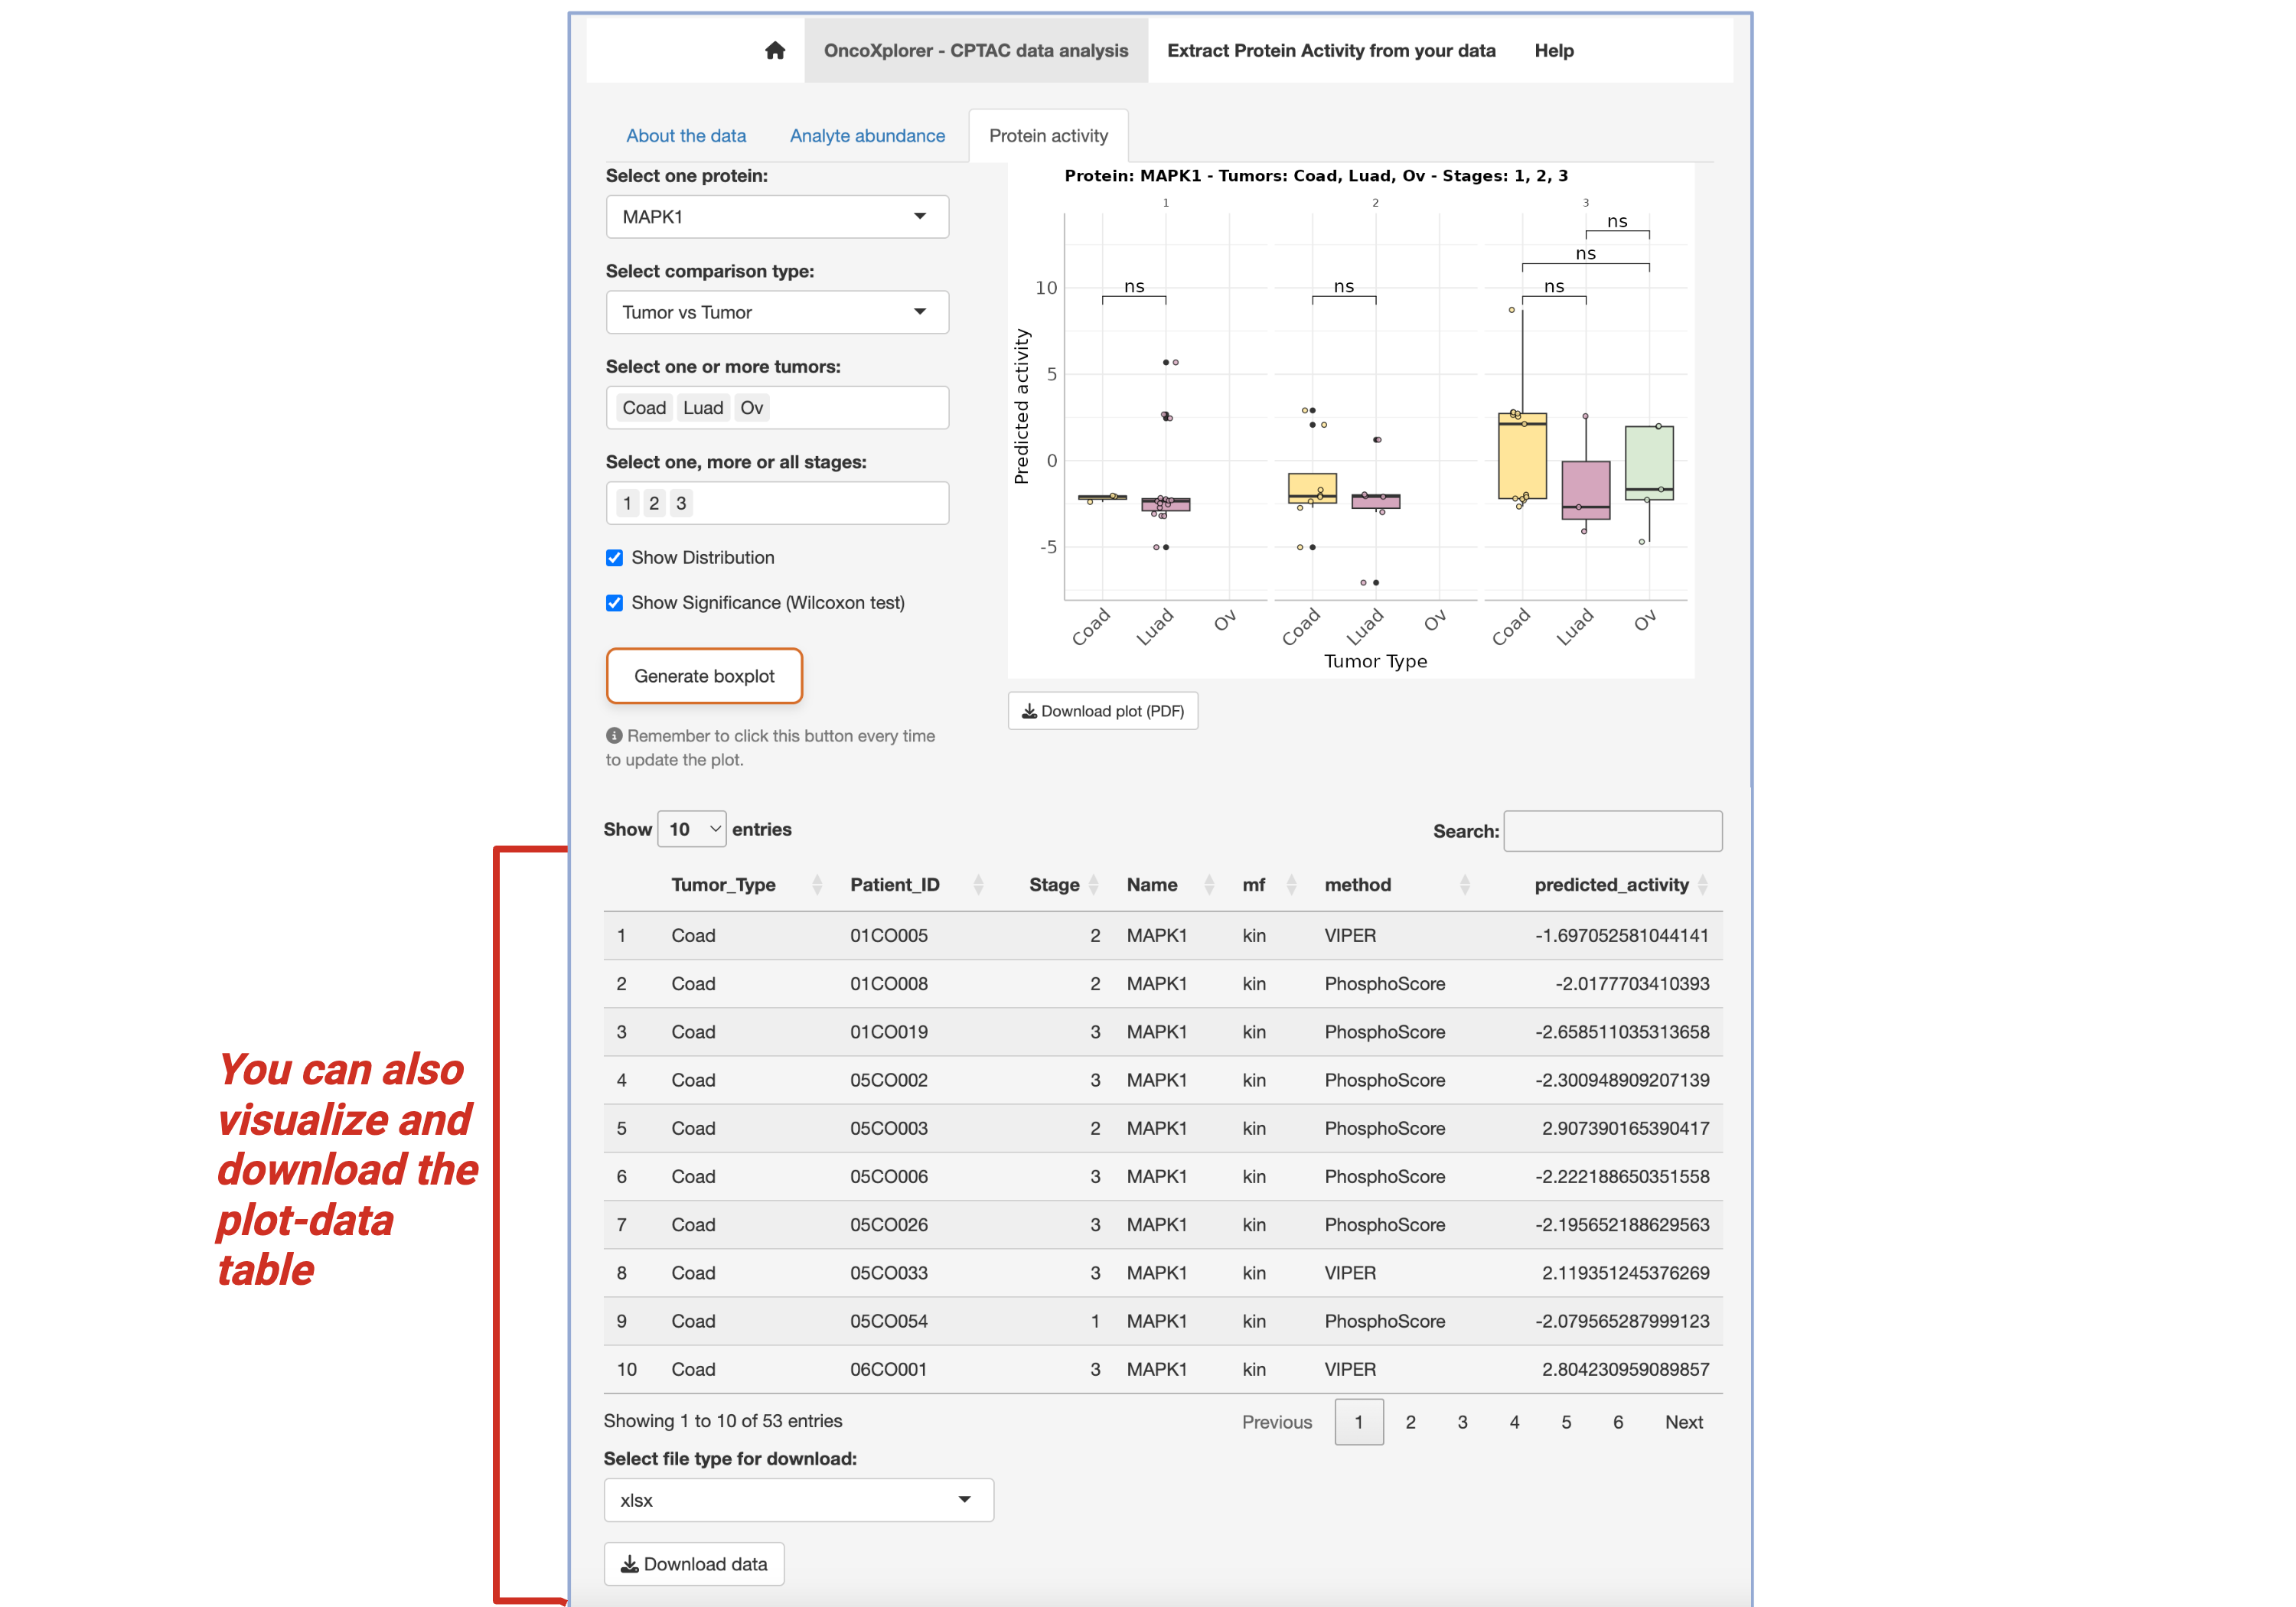 OncoXplorer - CPTAC data analysis Extract Protein Activity from your data Help
About the data Analyte abundance Protein activity
Select one protein:
MAPK1
Select comparison type:
Tumor vs Tumor
Select one or more tumors:
Coad Luad Ov
Select one, more or all stages:
1 2 3
Show Distribution
Show Significance (Wilcoxon test)
Generate boxplot
Remember to click this button every time
to update the plot.
Protein: MAPK1 - Tumors: Coad, Luad, Ov - Stages: 1, 2, 3
1 2 3
ns
ns
ns ns ns
10
5
0
-5
Predicted activity
Coad Luad Ov Coad Luad Ov Coad Luad Ov
Tumor Type
Download plot (PDF)
Show 10 entries Search:
Tumor_Type Patient_ID Stage Name mf method predicted_activity
1 Coad 01CO005 2 MAPK1 kin VIPER -1.697052581044141
2 Coad 01CO008 2 MAPK1 kin PhosphoScore -2.0177703410393
3 Coad 01CO019 3 MAPK1 kin PhosphoScore -2.658511035313658
4 Coad 05CO002 3 MAPK1 kin PhosphoScore -2.300948909207139
5 Coad 05CO003 2 MAPK1 kin PhosphoScore 2.907390165390417
6 Coad 05CO006 3 MAPK1 kin PhosphoScore -2.222188650351558
7 Coad 05CO026 3 MAPK1 kin PhosphoScore -2.195652188629563
8 Coad 05CO033 3 MAPK1 kin VIPER 2.119351245376269
9 Coad 05CO054 1 MAPK1 kin PhosphoScore -2.079565287999123
10 Coad 06CO001 3 MAPK1 kin VIPER 2.804230959089857
Showing 1 to 10 of 53 entries Previous 1 2 3 4 5 6 Next
Select file type for download:
xlsx
Download data
You can also
visualize and
download the
plot-data
table